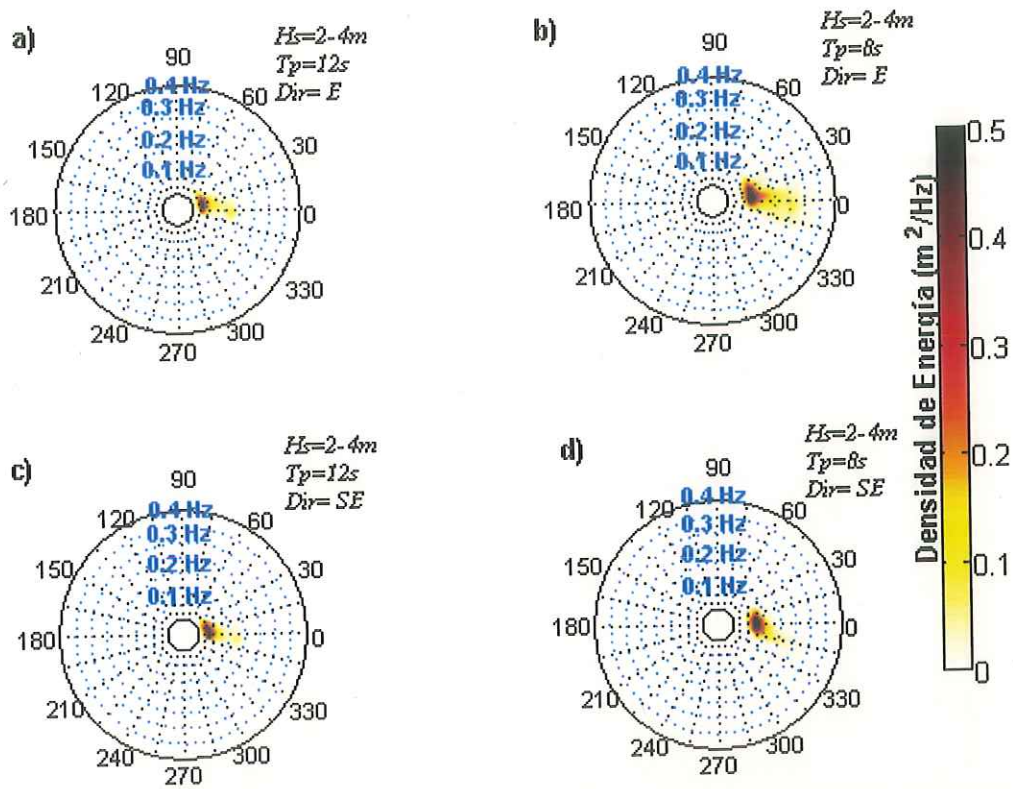 a)
Hs=2-4m
Tp=12s
Dir= E
90
120
0.4 Hz
60
0.3 Hz
150
0.2 Hz
30
0.1 Hz
180
0
210
330
240
300
270
b)
Hs=2-4m
Tp=8s
Dir= E
90
120
0.4 Hz
60
0.3 Hz
150
0.2 Hz
30
0.1 Hz
180
0
210
330
240
300
270
c)
Hs=2-4m
Tp=12s
Dir= SE
90
120
0.4 Hz
60
0.3 Hz
150
0.2 Hz
30
0.1 Hz
180
0
210
330
240
300
270
d)
Hs=2-4m
Tp=8s
Dir= SE
90
120
0.4 Hz
60
0.3 Hz
150
0.2 Hz
30
0.1 Hz
180
0
210
330
240
300
270
Densidad de Energía (m²/Hz)
0.5
0.4
0.3
0.2
0.1
0